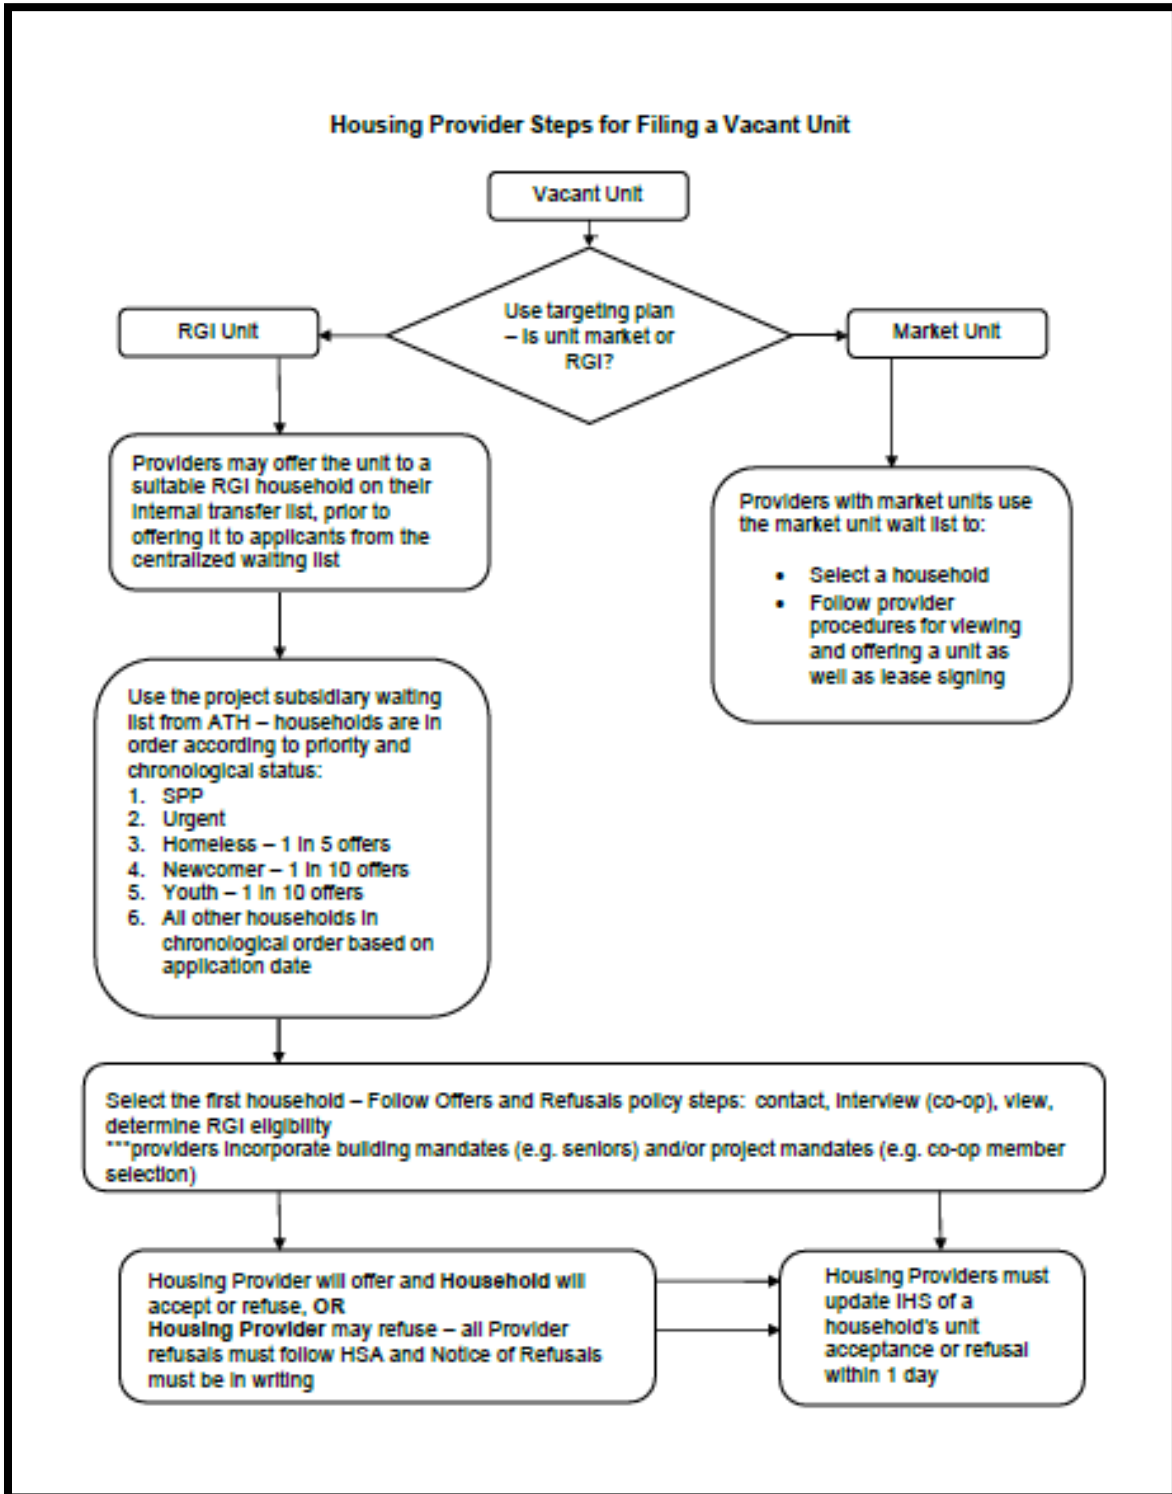 Housing Provider Steps for Filing a Vacant Unit
Vacant Unit
Use targeting plan
– is unit market or
RGI?
RGI Unit
Market Unit
Providers may offer the unit to a
suitable RGI household on their
internal transfer list, prior to
offering it to applicants from the
centralized waiting list
Providers with market units use
the market unit wait list to:
• Select a household
• Follow provider
procedures for viewing
and offering a unit as
well as lease signing
Use the project subsidiary waiting
list from ATH – households are in
order according to priority and
chronological status:
1. SPP
2. Urgent
3. Homeless – 1 in 5 offers
4. Newcomer – 1 in 10 offers
5. Youth – 1 in 10 offers
6. All other households in
chronological order based on
application date
Select the first household – Follow Offers and Refusals policy steps: contact, interview (co-op), view,
determine RGI eligibility
***providers incorporate building mandates (e.g. seniors) and/or project mandates (e.g. co-op member
selection)
Housing Provider will offer and Household will
accept or refuse, OR
Housing Provider may refuse – all Provider
refusals must follow HSA and Notice of Refusals
must be in writing
Housing Providers must
update IHS of a
household's unit
acceptance or refusal
within 1 day